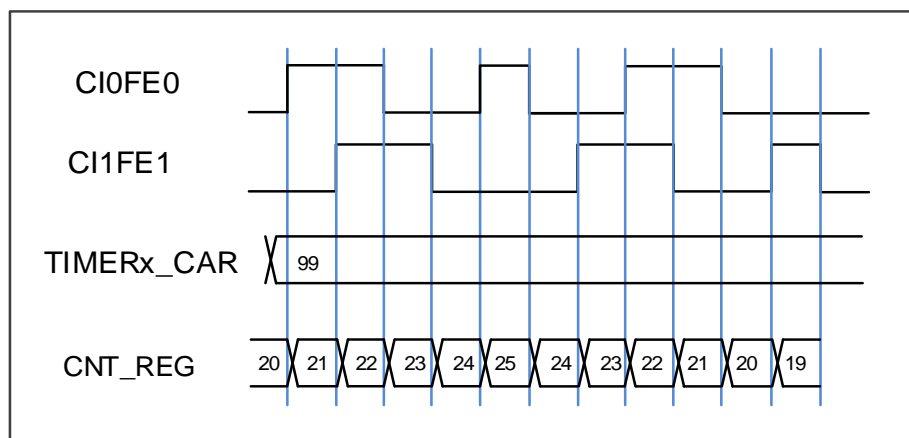 CI0FE0
CI1FE1
TIMERx_CAR 99
CNT_REG 20 21 22 23 24 25 24 23 22 21 20 19